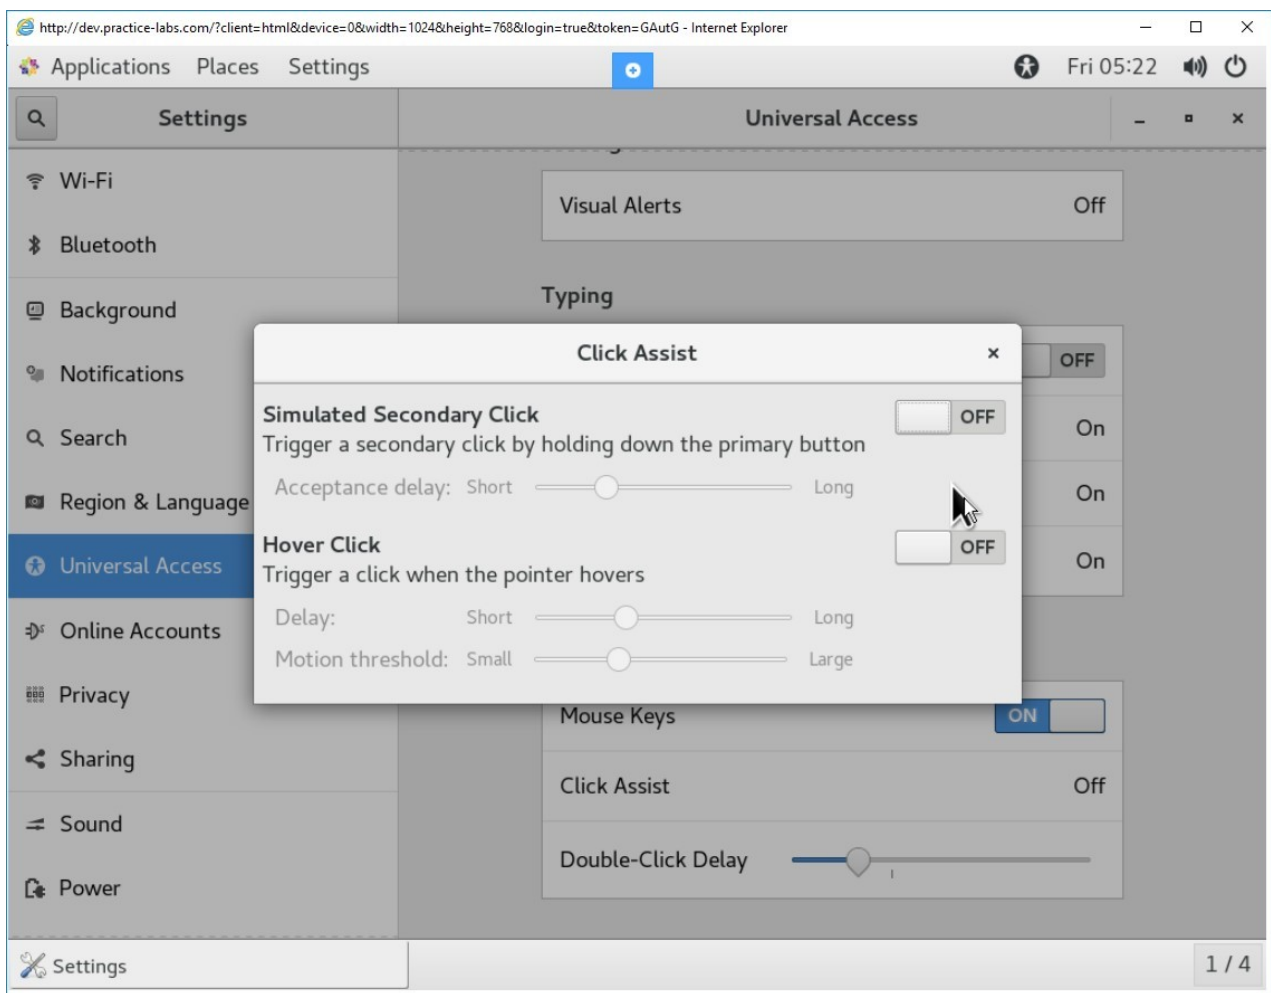 http://dev.practice-labs.com/?client=html&device=0&width=1024&height=768&login=true&token=GAutG - Internet Explorer
Applications Places Settings Fri 05:22
Settings Universal Access
Wi-Fi
Bluetooth
Background
Notifications
Search
Region & Language
Universal Access
Online Accounts
Privacy
Sharing
Sound
Power
Visual Alerts Off
Typing
OFF
On
On
On
Click Assist
Simulated Secondary Click OFF
Trigger a secondary click by holding down the primary button
Acceptance delay: Short Long
Hover Click OFF
Trigger a click when the pointer hovers
Delay: Short Long
Motion threshold: Small Large
Mouse Keys ON
Click Assist Off
Double-Click Delay
Settings 1 / 4